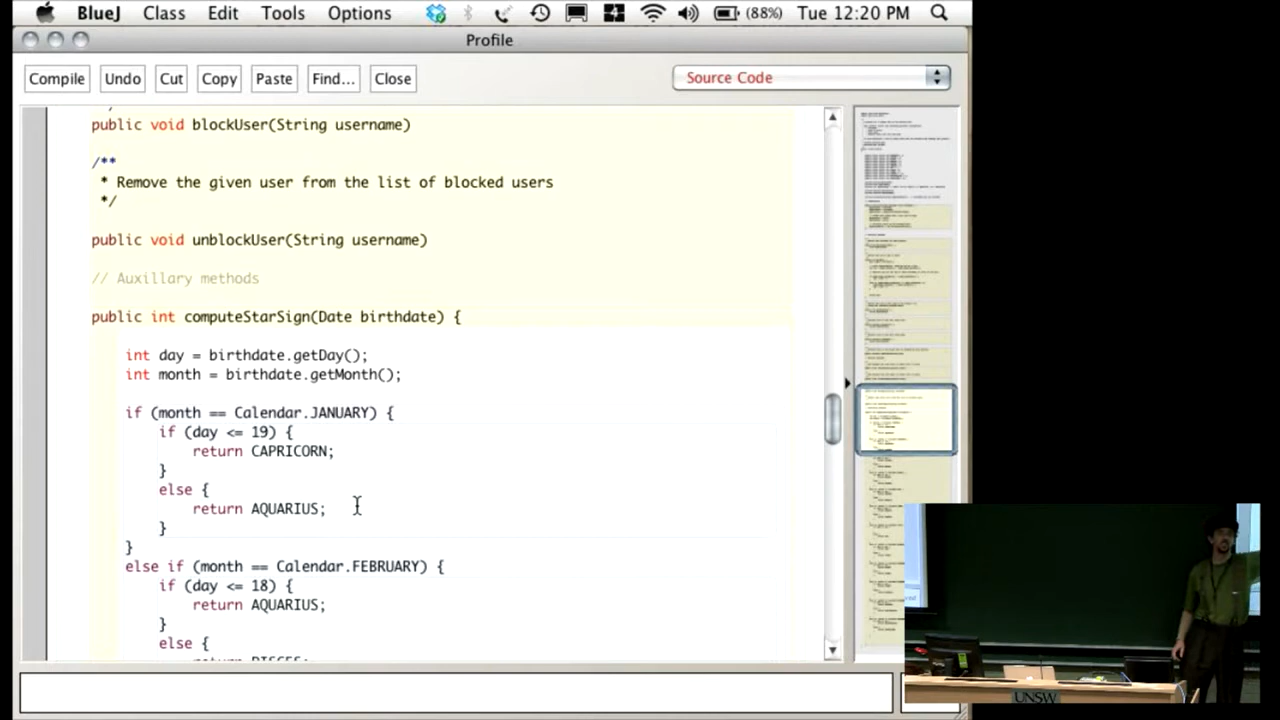 BlueJ Class Edit Tools Options 4 (88%) Tue 12:20 PM
Profile
Compile Undo Cut Copy Paste Find... Close Source Code
public void blockUser(String username)
/**
* Remove the given user from the list of blocked users
*/
public void unblockUser(String username)
// Auxillary methods
public int computeStarSign(Date birthdate) {
int day = birthdate.getDay();
int month = birthdate.getMonth();
if (month == Calendar.JANUARY) {
if (day <= 19) {
return CAPRICORN;
}
else {
return AQUARIUS;
}
}
else if (month == Calendar.FEBRUARY) {
if (day <= 18) {
return AQUARIUS;
}
else {
return PISCES;
UNSW